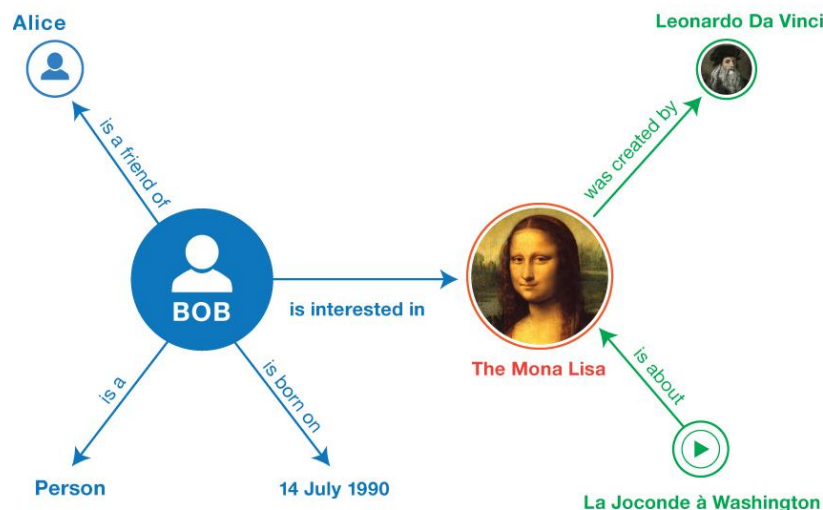 Alice
Leonardo Da Vinci
is a friend of
was created by
BOB
is interested in
The Mona Lisa
is a
is born on
is about
Person
14 July 1990
La Joconde à Washington